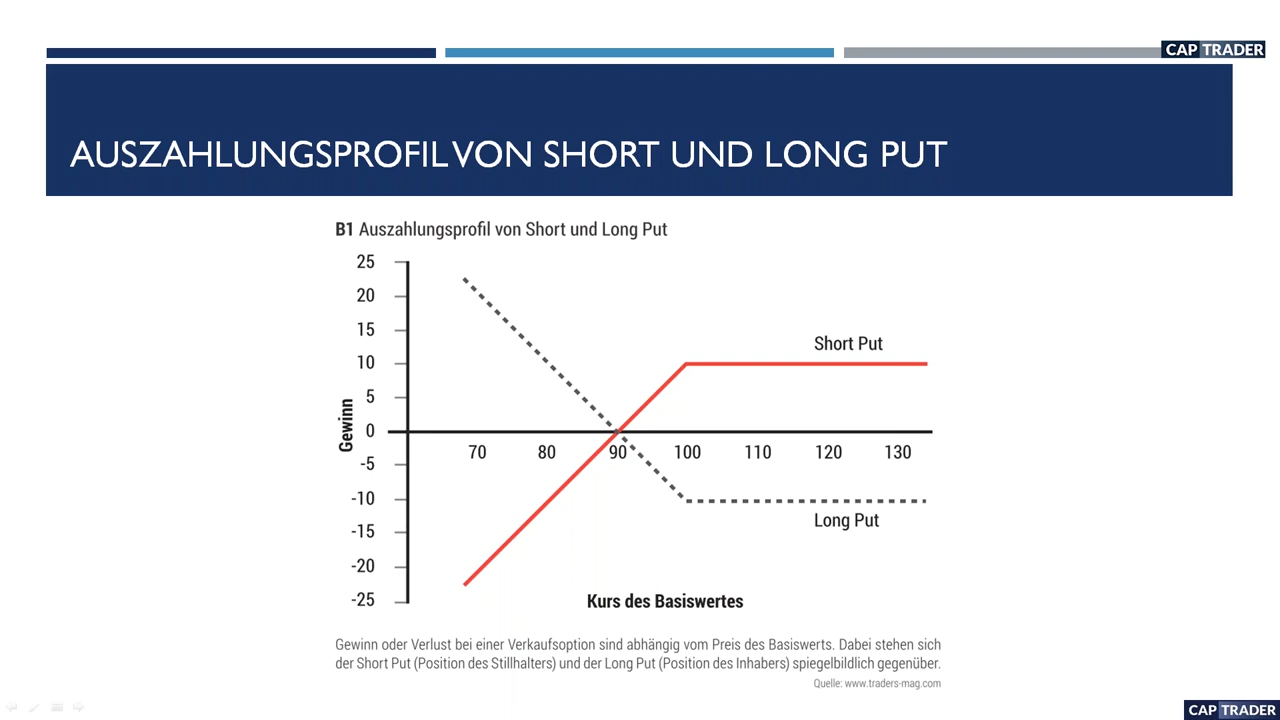 CAP TRADER
AUSZAHLUNGSPROFIL VON SHORT UND LONG PUT
B1 Auszahlungsprofil von Short und Long Put
25
20
15
10
5
0
-5
-10
-15
-20
-25
Gewinn
70 80 90 100 110 120 130
Short Put
Long Put
Kurs des Basiswertes
Gewinn oder Verlust bei einer Verkaufsoption sind abhängig vom Preis des Basiswerts. Dabei stehen sich
der Short Put (Position des Stillhalters) und der Long Put (Position des Inhabers) spiegelbildlich gegenüber.
Quelle: www.traders-mag.com
CAP TRADER